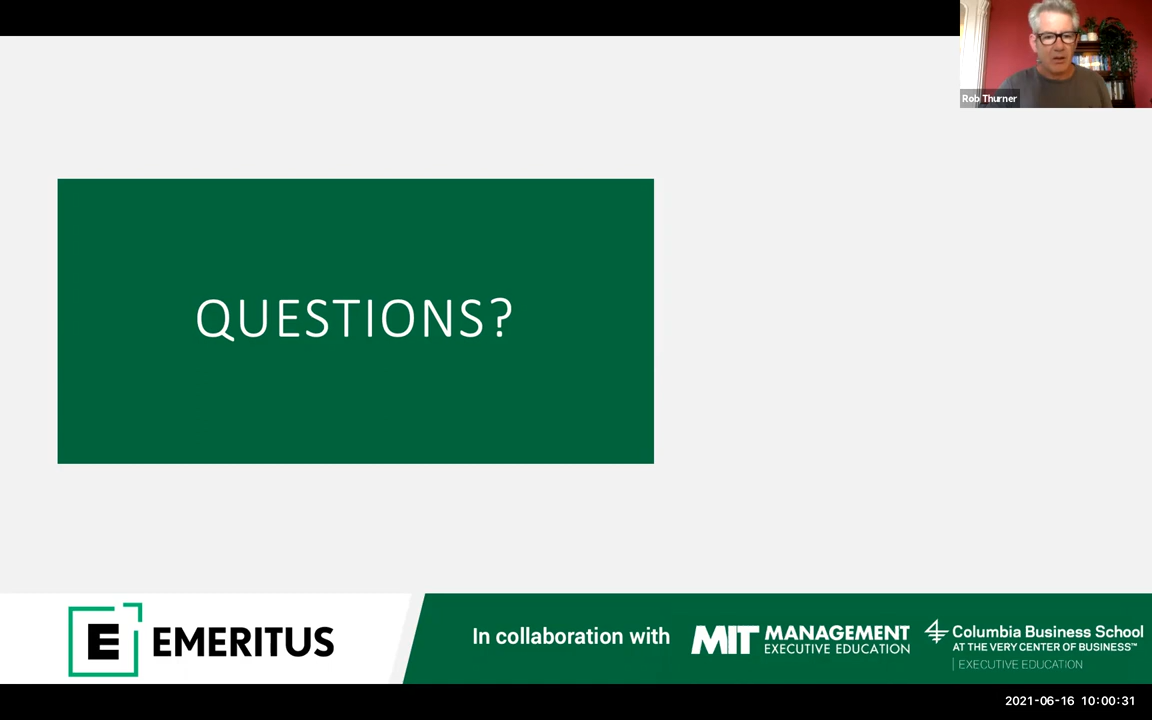 Rob Thurner
QUESTIONS?
E EMERITUS
In collaboration with
MIT MANAGEMENT
EXECUTIVE EDUCATION
Columbia Business School
AT THE VERY CENTER OF BUSINESS™
EXECUTIVE EDUCATION
2021-06-16 10:00:31